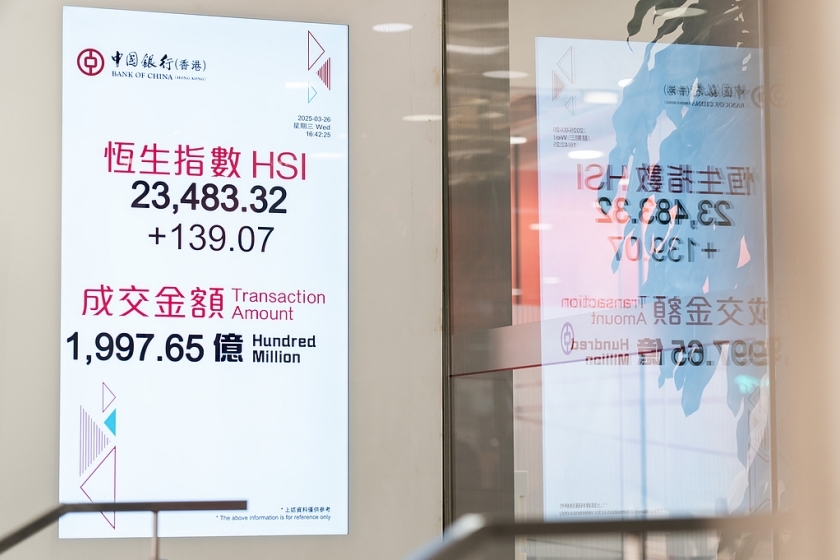 中国銀行(香港)
BANK OF CHINA (HONG KONG)
2025-03-26
星期三 Wed
16:42:25
恆生指數 HSI
23,483.32
+139.07
成交金額 Transaction Amount
1,997.65 億 Hundred Million
* 上述資料僅供參考
* The above information is for reference only